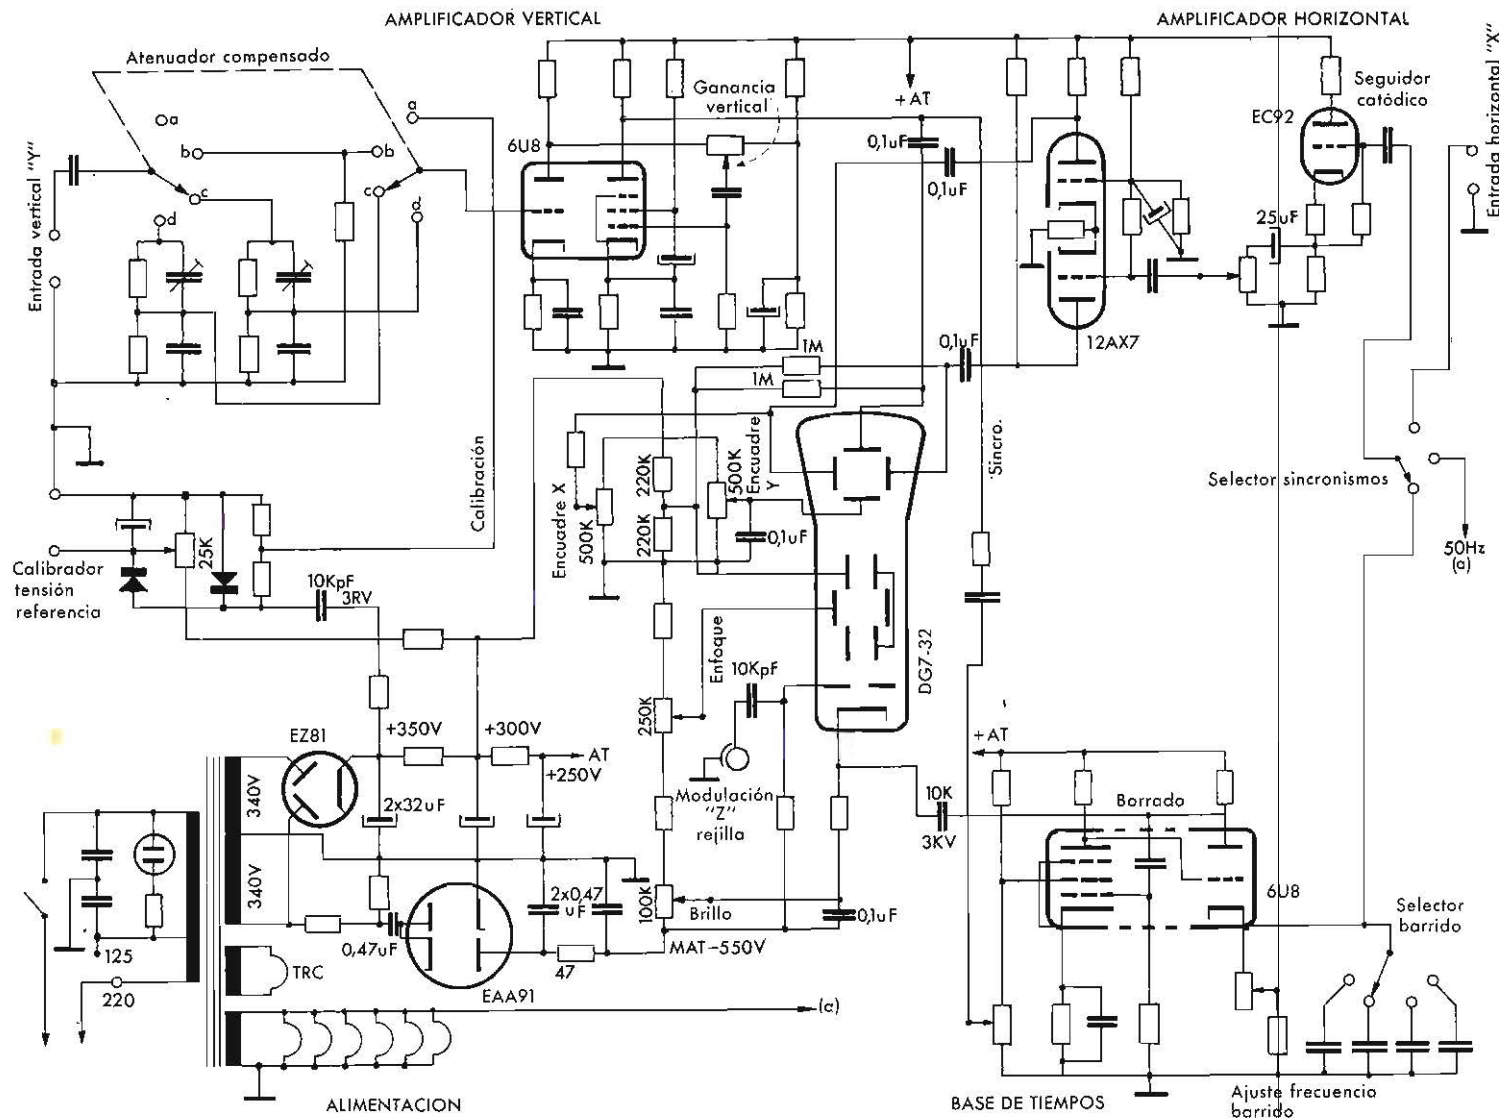 AMPLIFICADOR VERTICAL
AMPLIFICADOR HORIZONTAL
Atenuador compensado
a
b
c
d
a
b
c
d
Entrada vertical "Y"
6U8
Ganancia
vertical
+AT
0,1uF
0,1uF
EC92
Seguidor
catódico
25uF
Entrada horizontal "X"
12AX7
0,1uF
1M
1M
Calibración
Encuadre X
500K
220K
220K
500K
Encuadre
Y
0,1uF
Sincro.
Selector sincronismos
50Hz
(a)
Calibrador
tensión
referencia
25K
10KpF
3RV
Enfoque
10KpF
250K
DG7-32
Modulación
"Z"
rejilla
EZ81
+350V
+300V
AT
+250V
340V
340V
2x32uF
2x0,47
uF
0,47uF
47
EAA91
100K
Brillo
MAT-550V
0,1uF
10K
3KV
+AT
Borrado
6U8
Selector
barrido
125
220
TRC
(a)
ALIMENTACION
BASE DE TIEMPOS
Ajuste frecuencia
barrido